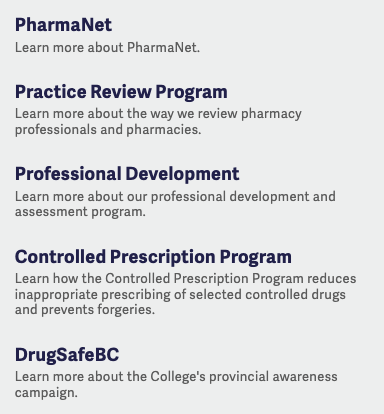 PharmaNet
Learn more about PharmaNet.
Practice Review Program
Learn more about the way we review pharmacy
professionals and pharmacies.
Professional Development
Learn more about our professional development and
assessment program.
Controlled Prescription Program
Learn how the Controlled Prescription Program reduces
inappropriate prescribing of selected controlled drugs
and prevents forgeries.
DrugSafeBC
Learn more about the College's provincial awareness
campaign.